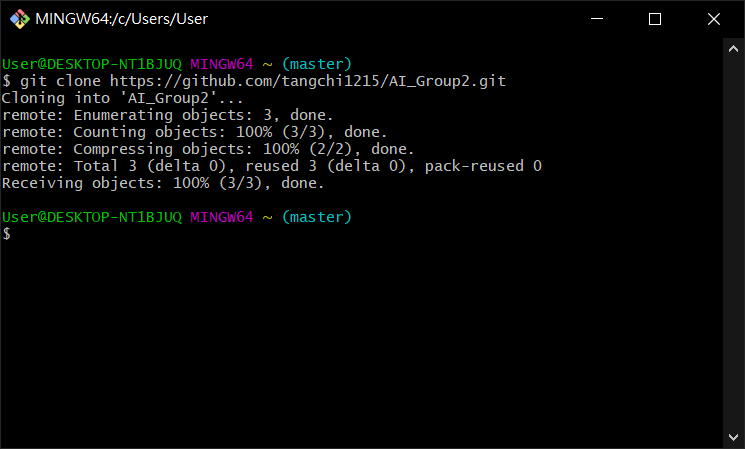 MINGW64:/c/Users/User
User@DESKTOP-NT1BJUQ MINGW64 ~ (master)
$ git clone https://github.com/tangchi1215/AI_Group2.git
Cloning into 'AI_Group2'...
remote: Enumerating objects: 3, done.
remote: Counting objects: 100% (3/3), done.
remote: Compressing objects: 100% (2/2), done.
remote: Total 3 (delta 0), reused 3 (delta 0), pack-reused 0
Receiving objects: 100% (3/3), done.
User@DESKTOP-NT1BJUQ MINGW64 ~ (master)
$